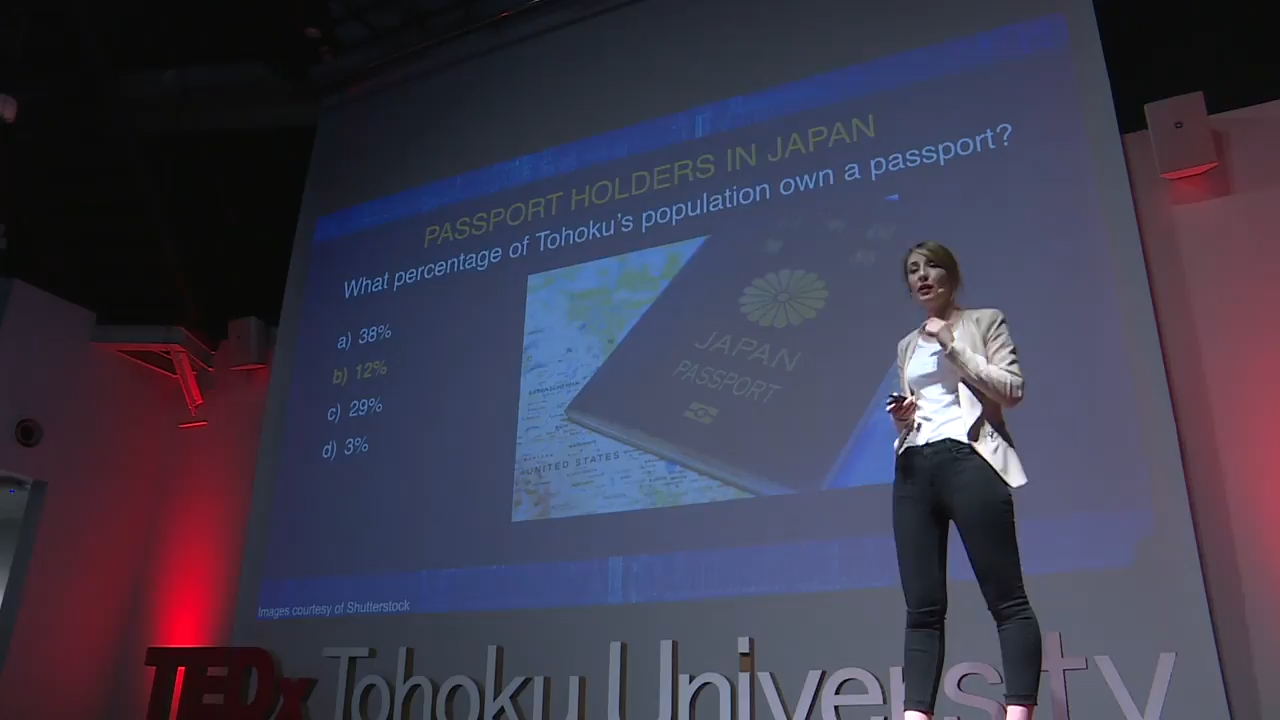 PASSPORT HOLDERS IN JAPAN
What percentage of Tohoku's population own a passport?
a) 38%
b) 12%
c) 29%
d) 3%
JAPAN
PASSPORT
UNITED STATES
Images courtesy of Shutterstock
TEDx Tohoku University